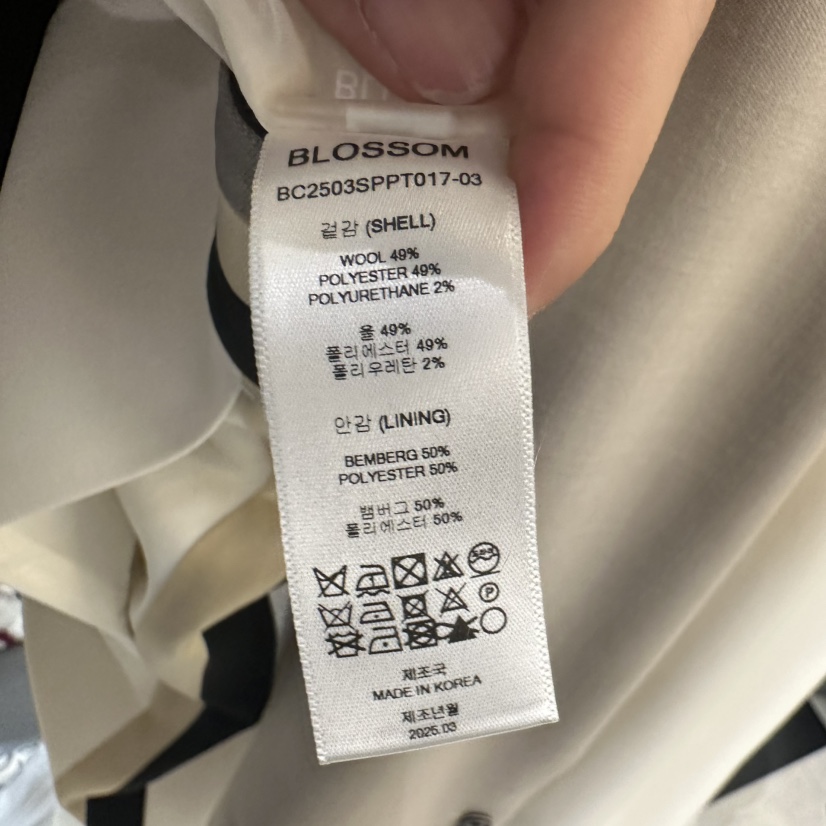 BLOSSOM
BC2503SPPT017-03
겉감 (SHELL)
WOOL 49%
POLYESTER 49%
POLYURETHANE 2%
울 49%
폴리에스터 49%
폴리우레탄 2%
안감 (LINING)
BEMBERG 50%
POLYESTER 50%
뱀버그 50%
폴리에스터 50%
P
제조국
MADE IN KOREA
제조년월
2025.03